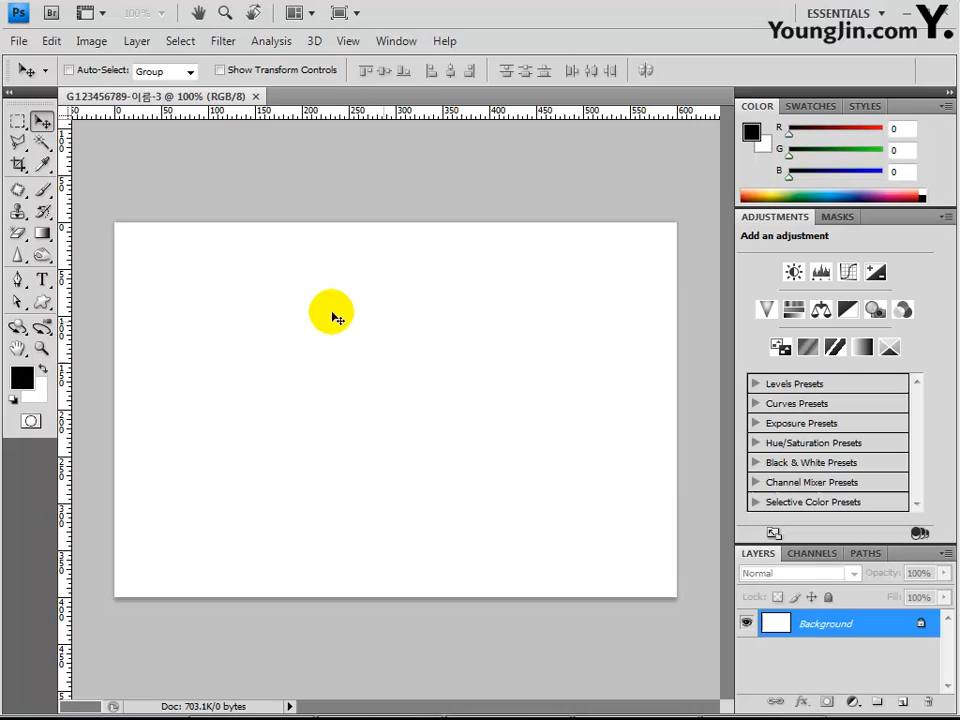 Ps Br 100% ESSENTIALS
YoungJin.com Y.
File Edit Image Layer Select Filter Analysis 3D View Window Help
Auto-Select: Group Show Transform Controls
G123456789-이름-3 @ 100% (RGB/8)
50 0 50 100 150 200 250 300 350 400 450 500 550 600
COLOR SWATCHES STYLES
R 0
G 0
B 0
ADJUSTMENTS MASKS
Add an adjustment
Levels Presets
Curves Presets
Exposure Presets
Hue/Saturation Presets
Black & White Presets
Channel Mixer Presets
Selective Color Presets
LAYERS CHANNELS PATHS
Normal Opacity: 100%
Lock: Fill: 100%
Background
Doc: 703.1K/0 bytes